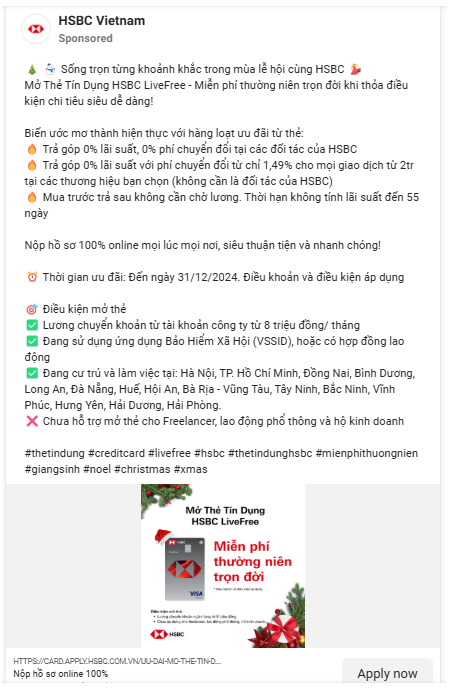 HSBC Vietnam
Sponsored
🎄 ⛄ Sống trọn từng khoảnh khắc trong mùa lễ hội cùng HSBC 💃
Mở Thẻ Tín Dụng HSBC LiveFree - Miễn phí thường niên trọn đời khi thỏa điều
kiện chi tiêu siêu dễ dàng!
Biến ước mơ thành hiện thực với hàng loạt ưu đãi từ thẻ:
🔥 Trả góp 0% lãi suất, 0% phí chuyển đổi tại các đối tác của HSBC
🔥 Trả góp 0% lãi suất với phí chuyển đổi từ chỉ 1,49% cho mọi giao dịch từ 2tr
tại các thương hiệu bạn chọn (không cần là đối tác của HSBC)
🔥 Mua trước trả sau không cần chờ lương. Thời hạn không tính lãi suất đến 55
ngày
Nộp hồ sơ 100% online mọi lúc mọi nơi, siêu thuận tiện và nhanh chóng!
⏰ Thời gian ưu đãi: Đến ngày 31/12/2024. Điều khoản và điều kiện áp dụng
🎯 Điều kiện mở thẻ
✅ Lương chuyển khoản từ tài khoản công ty từ 8 triệu đồng/ tháng
✅ Đang sử dụng ứng dụng Bảo Hiểm Xã Hội (VSSID), hoặc có hợp đồng lao
động
✅ Đang cư trú và làm việc tại: Hà Nội, TP. Hồ Chí Minh, Đồng Nai, Bình Dương,
Long An, Đà Nẵng, Huế, Hội An, Bà Rịa - Vũng Tàu, Tây Ninh, Bắc Ninh, Vĩnh
Phúc, Hưng Yên, Hải Dương, Hải Phòng.
❌ Chưa hỗ trợ mở thẻ cho Freelancer, lao động phổ thông và hộ kinh doanh
#thetindung #creditcard #livefree #hsbc #thetindunghsbc #mienphithuongnien
#giangsinh #noel #christmas #xmas
Mở Thẻ Tín Dụng
HSBC LiveFree
HSBC
VISA
Miễn phí
thường niên
trọn đời
HSBC
HTTPS://CARD.APPLY.HSBC.COM.VN/UU-DAI-MO-THE-TIN-D...
Nộp hồ sơ online 100%
Apply now